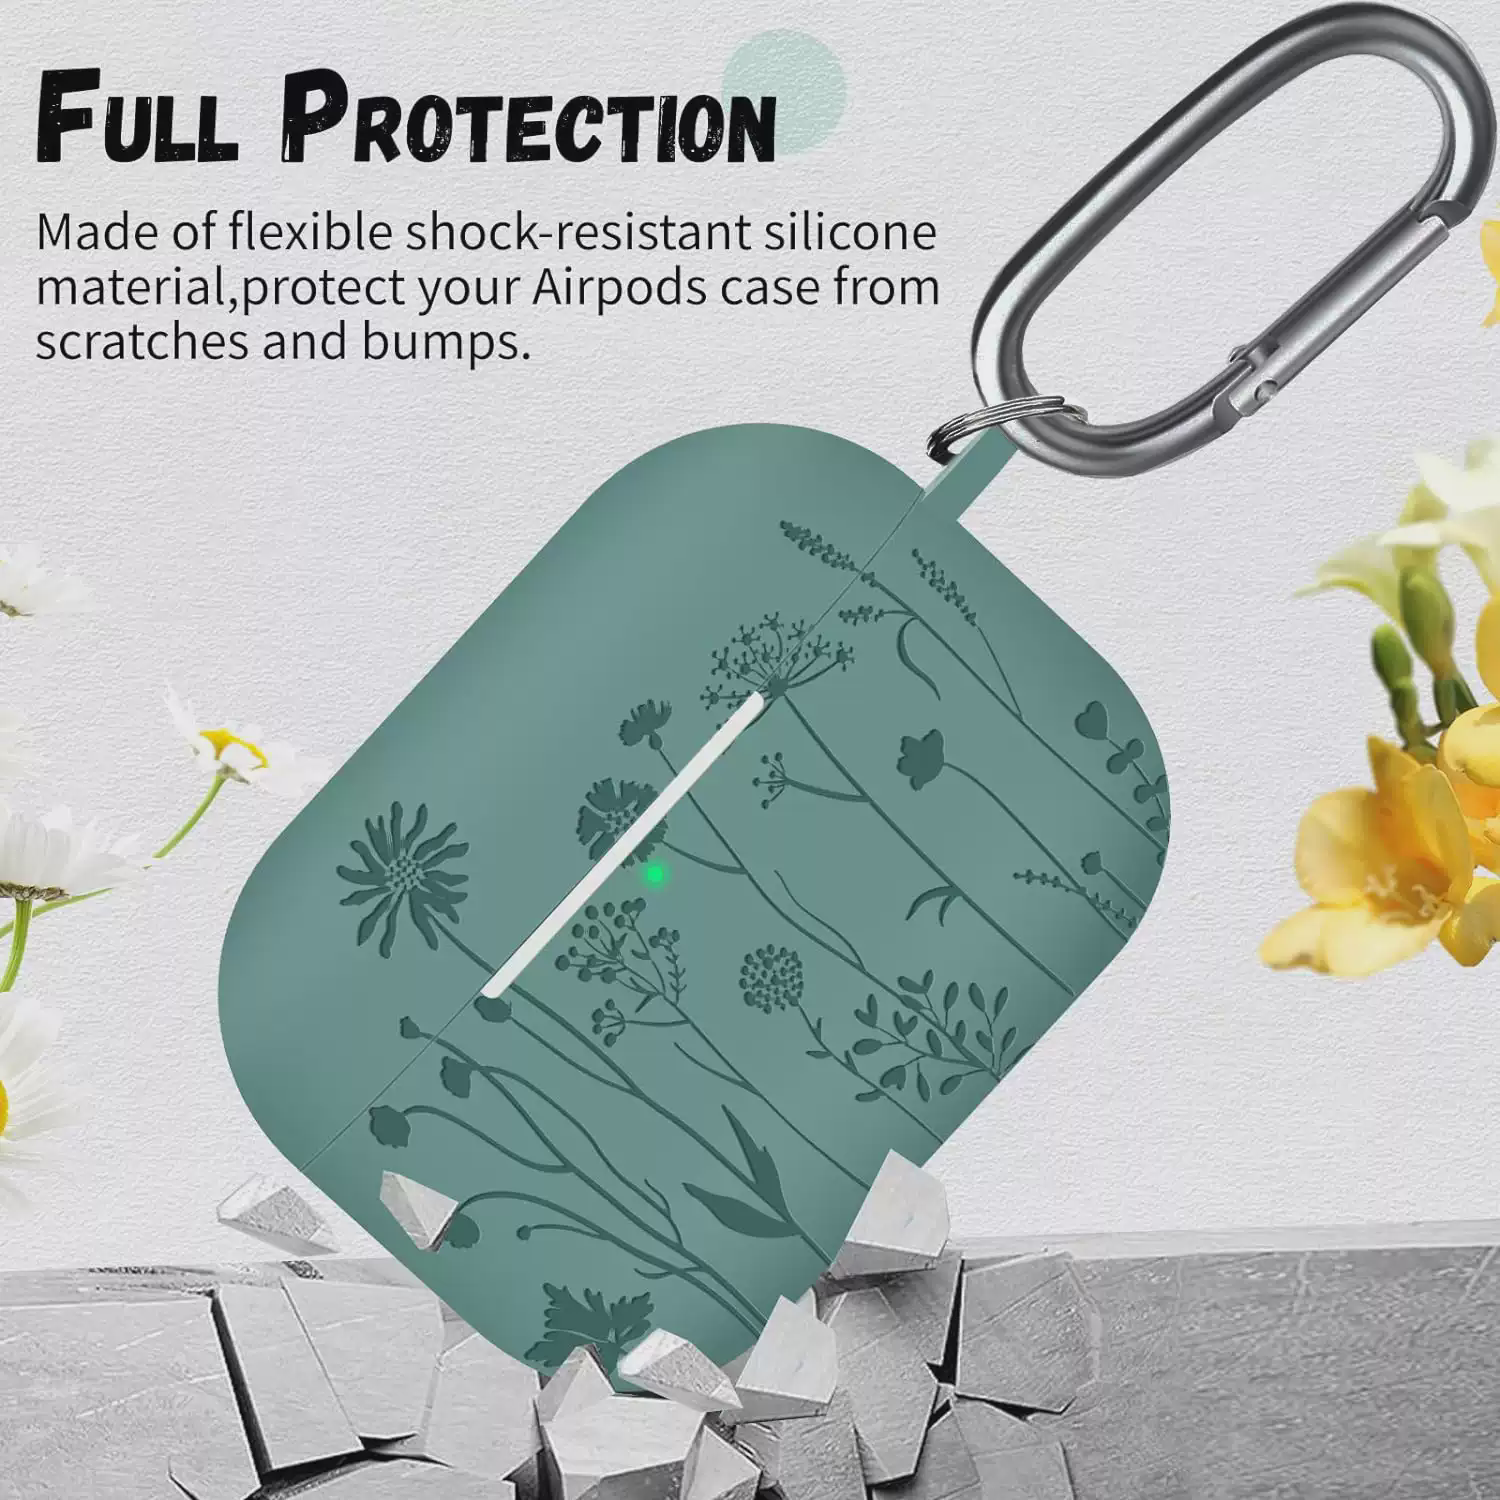 Full Protection
Made of flexible shock-resistant silicone
material,protect your Airpods case from
scratches and bumps.